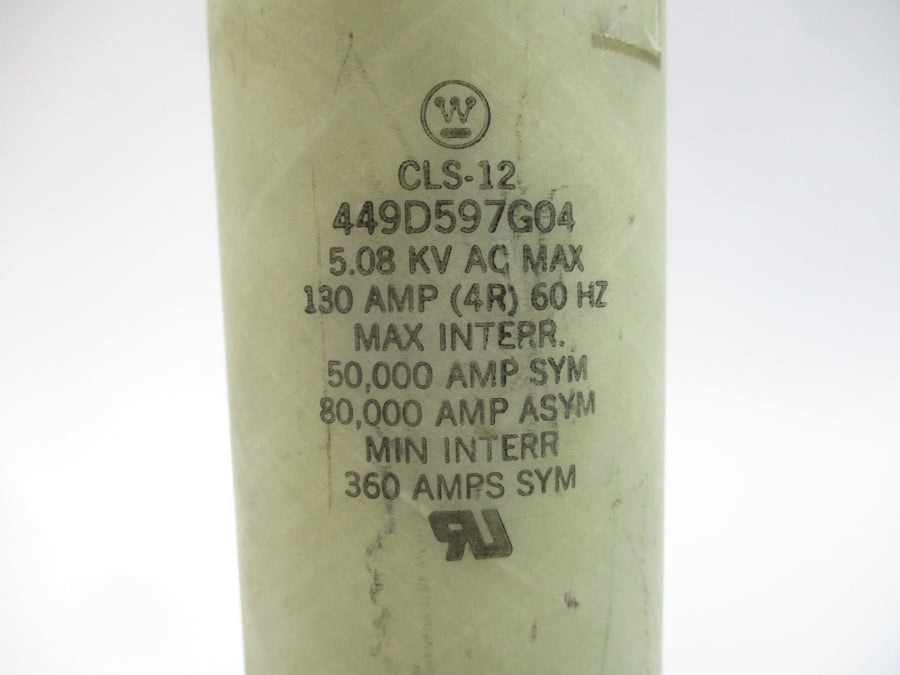 W
CLS-12
449D597G04
5.08 KV AC MAX
130 AMP (4R) 60 HZ
MAX INTERR.
50,000 AMP SYM
80,000 AMP ASYM
MIN INTERR
360 AMPS SYM
UR